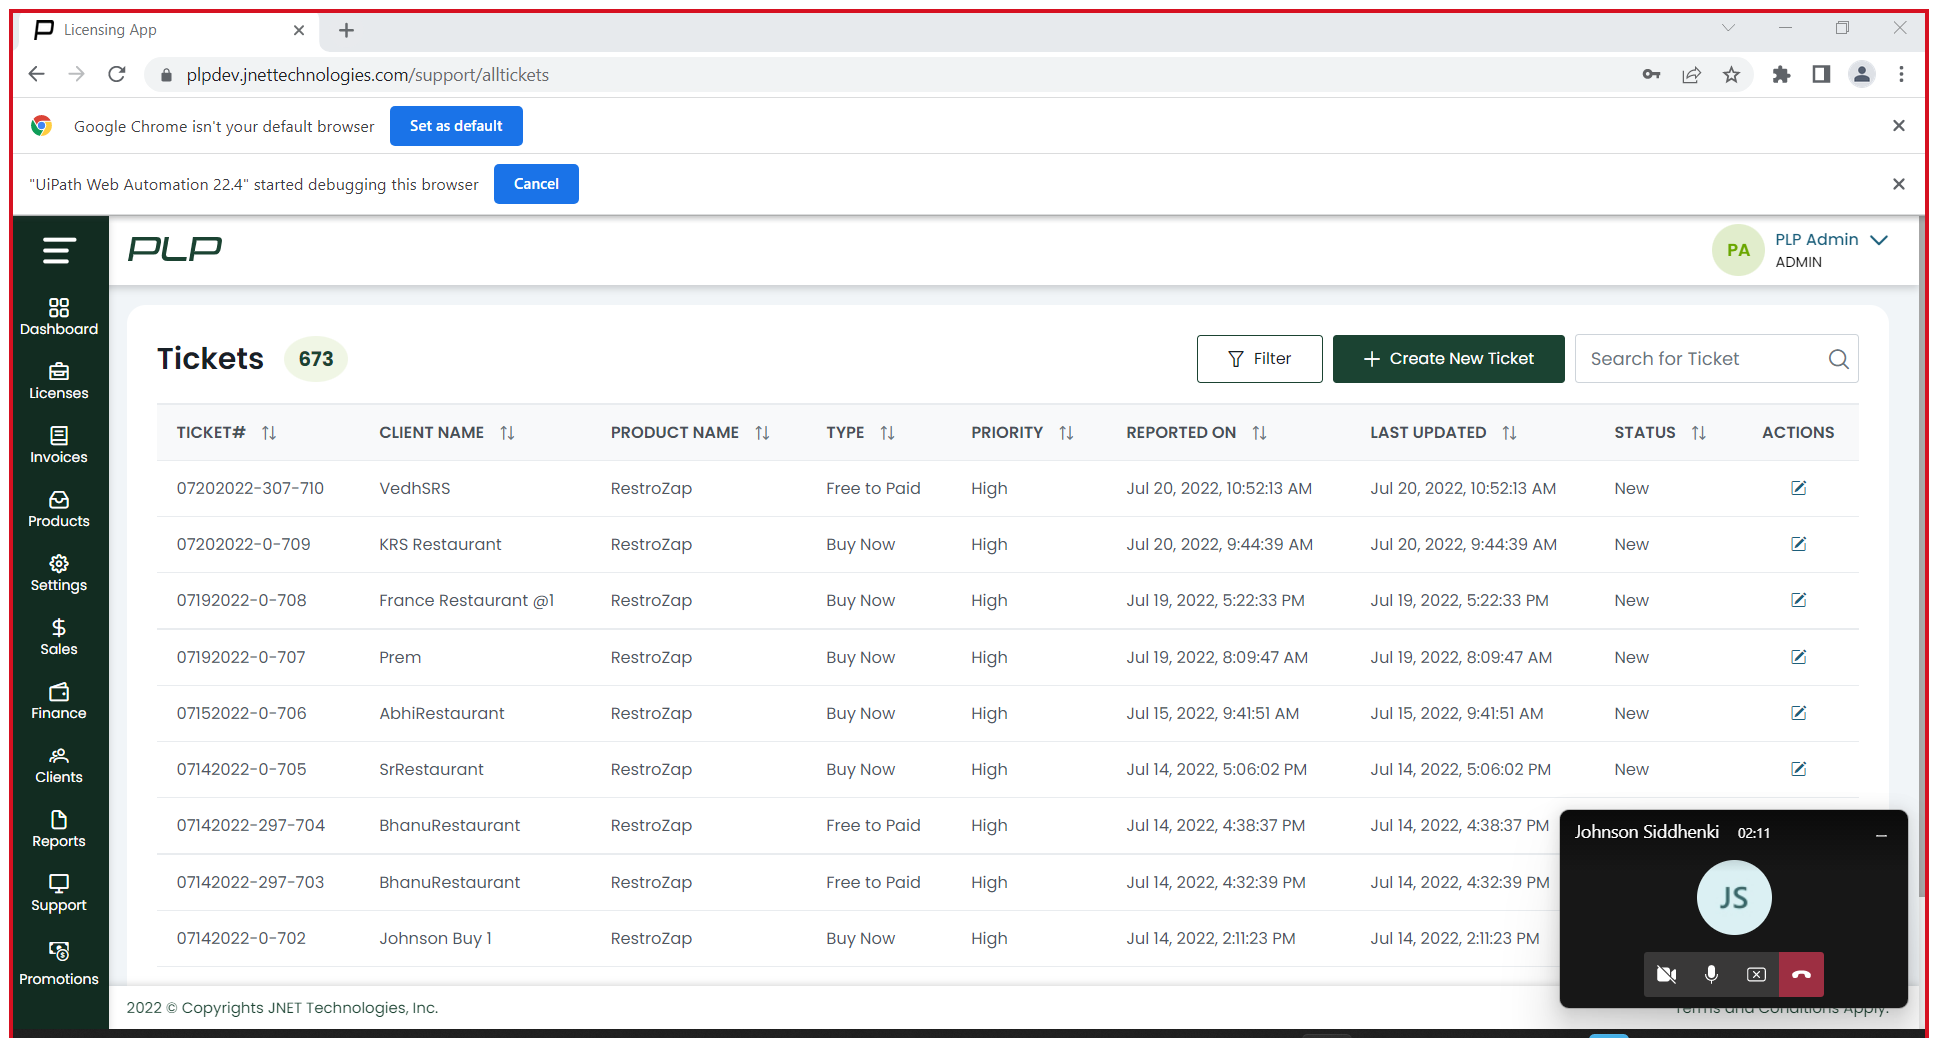 Licensing App
plpdev.jnettechnologies.com/support/alltickets
Google Chrome isn't your default browser Set as default
"UiPath Web Automation 22.4" started debugging this browser Cancel
PLP
PA PLP Admin
ADMIN
Dashboard
Licenses
Invoices
Products
Settings
Sales
Finance
Clients
Reports
Support
Promotions
Tickets 673 Filter + Create New Ticket Search for Ticket
TICKET# CLIENT NAME PRODUCT NAME TYPE PRIORITY REPORTED ON LAST UPDATED STATUS ACTIONS
07202022-307-710 VedhSRS RestroZap Free to Paid High Jul 20, 2022, 10:52:13 AM Jul 20, 2022, 10:52:13 AM New
07202022-0-709 KRS Restaurant RestroZap Buy Now High Jul 20, 2022, 9:44:39 AM Jul 20, 2022, 9:44:39 AM New
07192022-0-708 France Restaurant @1 RestroZap Buy Now High Jul 19, 2022, 5:22:33 PM Jul 19, 2022, 5:22:33 PM New
07192022-0-707 Prem RestroZap Buy Now High Jul 19, 2022, 8:09:47 AM Jul 19, 2022, 8:09:47 AM New
07152022-0-706 AbhiRestaurant RestroZap Buy Now High Jul 15, 2022, 9:41:51 AM Jul 15, 2022, 9:41:51 AM New
07142022-0-705 SrRestaurant RestroZap Buy Now High Jul 14, 2022, 5:06:02 PM Jul 14, 2022, 5:06:02 PM New
07142022-297-704 BhanuRestaurant RestroZap Free to Paid High Jul 14, 2022, 4:38:37 PM Jul 14, 2022, 4:38:37 PM
07142022-297-703 BhanuRestaurant RestroZap Free to Paid High Jul 14, 2022, 4:32:39 PM Jul 14, 2022, 4:32:39 PM
07142022-0-702 Johnson Buy 1 RestroZap Buy Now High Jul 14, 2022, 2:11:23 PM Jul 14, 2022, 2:11:23 PM
Johnson Siddhenki 02:11
JS
2022 © Copyrights JNET Technologies, Inc. Terms and Conditions Apply.